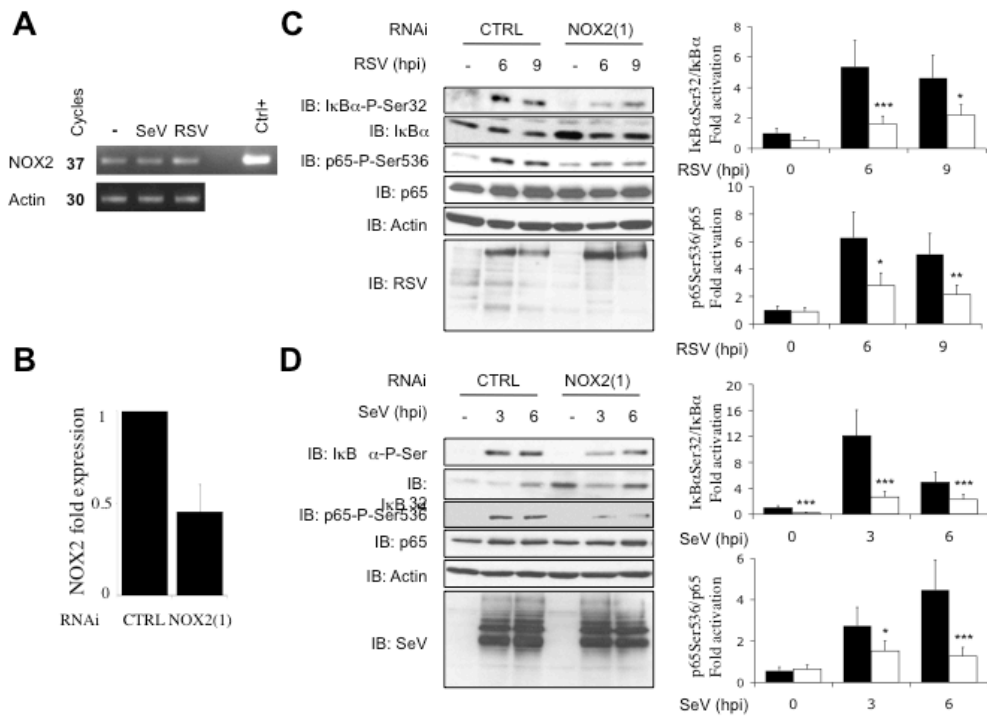 A
Cycles
- SeV RSV Ctrl+
NOX2 37
Actin 30
B
NOX2 fold expression
1
0.5
0
RNAi CTRL NOX2(1)
C
RNAi CTRL NOX2(1)
RSV (hpi) - 6 9 - 6 9
IB: IκBα-P-Ser32
IB: IκBα
IB: p65-P-Ser536
IB: p65
IB: Actin
IB: RSV
IκBαSer32/IκBα
Fold activation
8
6
4
2
0
*** *
RSV (hpi) 0 6 9
p65Ser536/p65
Fold activation
10
8
6
4
2
0
* **
RSV (hpi) 0 6 9
D
RNAi CTRL NOX2(1)
SeV (hpi) - 3 6 - 3 6
IB: IκB α-P-Ser
IB:
IκB
IB: p65-P-Ser536
IB: p65
IB: Actin
IB: SeV
IκBαSer32/IκBα
Fold activation
20
16
12
8
4
0
*** *** ***
SeV (hpi) 0 3 6
p65Ser536/p65
Fold activation
6
4
2
0
* ***
SeV (hpi) 0 3 6